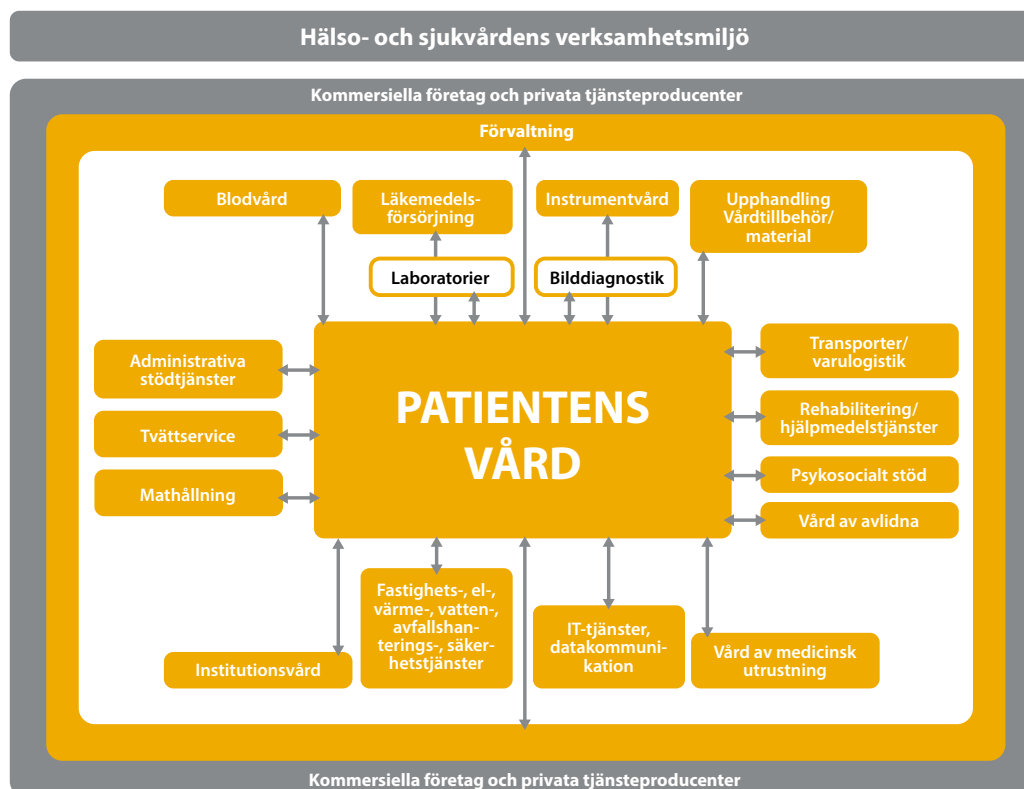 Hälso- och sjukvårdens verksamhetsmiljö
Kommersiella företag och privata tjänsteproducenter
Förvaltning
Blodvård
Läkemedels-
försörjning
Instrumentvård
Upphandling
Vårdtillbehör/
material
Laboratorier
Bilddiagnostik
Administrativa
stödtjänster
Tvättservice
Mathållning
PATIENTENS
VÅRD
Transporter/
varulogistik
Rehabilitering/
hjälpmedelstjänster
Psykosocialt stöd
Vård av avlidna
Institutionsvård
Fastighets-, el-,
värme-, vatten-,
avfallshan-
terings-, säker-
hetstjänster
IT-tjänster,
datakommuni-
kation
Vård av medicinsk
utrustning
Kommersiella företag och privata tjänsteproducenter